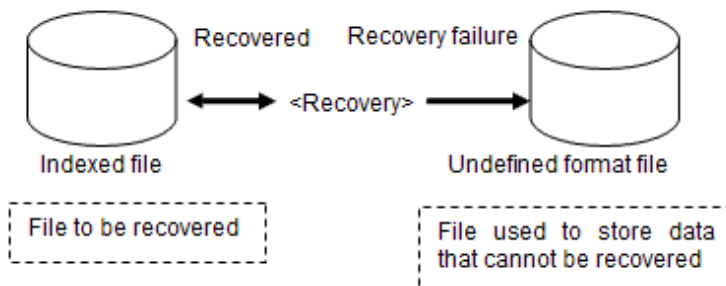 Recovered
Recovery failure
<Recovery>
Indexed file
Undefined format file
File to be recovered
File used to store data
that cannot be recovered